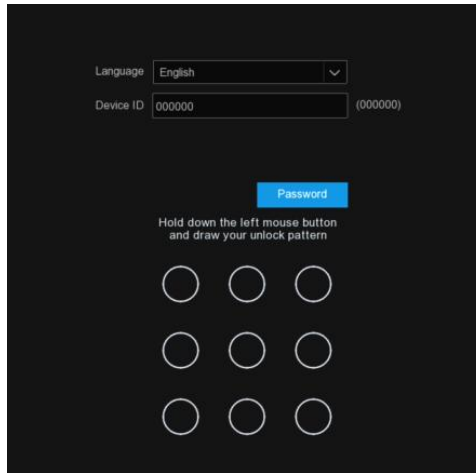 Language English
Device ID 000000 (000000)
Password
Hold down the left mouse button
and draw your unlock pattern